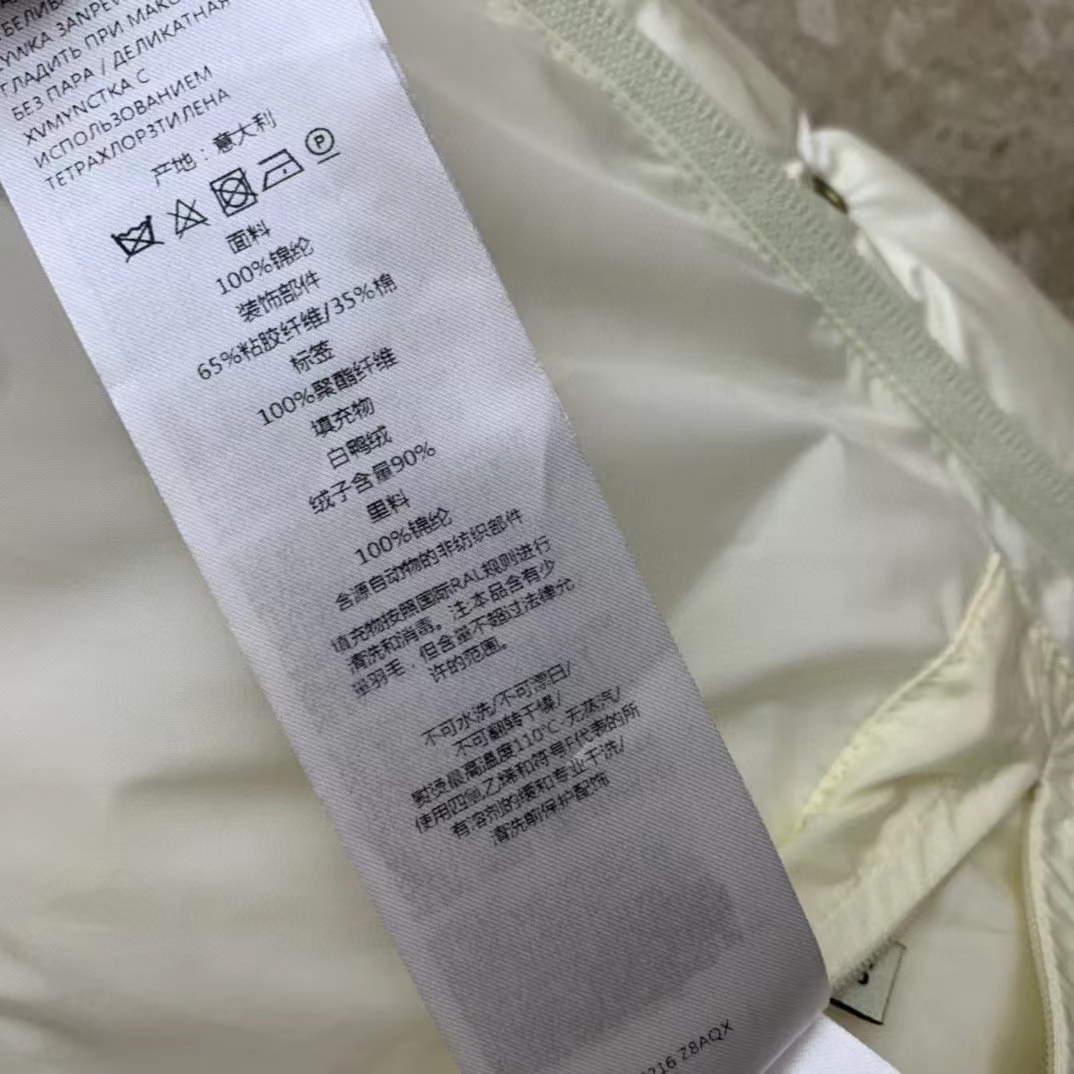 ГЛАДИТЬ ПРИ МАКС
БЕЗ ПАРА / ДЕЛИКАТНАЯ
XVMYNCTKA C
ИСПОЛЬЗОВАНИЕМ
ТЕТРАХЛОРЗТИЛЕНА
产地：意大利
P
面料
100%锦纶
装饰部件
65%粘胶纤维/35%棉
标签
100%聚酯纤维
填充物
白鸭绒
绒子含量90%
里料
100%锦纶
含源自动物的非纺织部件
填充物按照国际RAL规则进行
清洗和消毒。注本品含有少
量羽毛，但含量不超过法律允
许的范围。
不可水洗/不可漂白/
不可翻转干燥/
熨烫最高温度110°C-无蒸汽/
使用四氯乙烯和符号F代表的所
有溶剂的缓和专业干洗/
清洗前保护配饰
216 Z8AQX